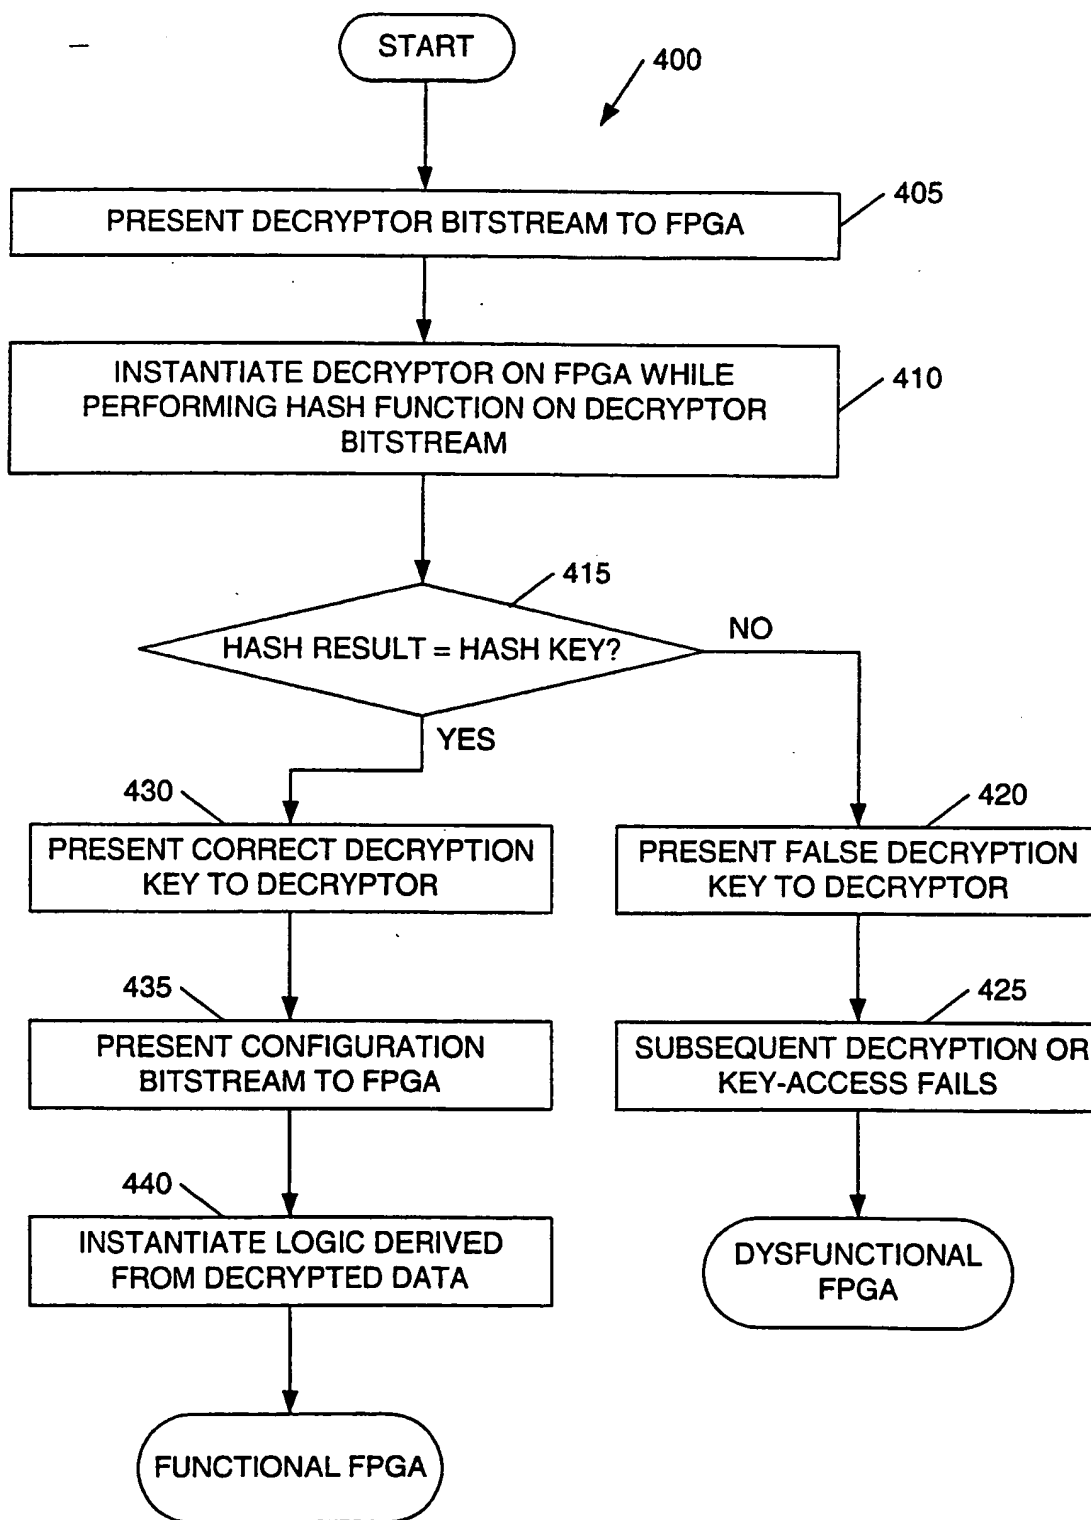 START
400
PRESENT DECRYPTOR BITSTREAM TO FPGA
405
INSTANTIATE DECRYPTOR ON FPGA WHILE
PERFORMING HASH FUNCTION ON DECRYPTOR
BITSTREAM
410
415
HASH RESULT = HASH KEY?
NO
YES
430
PRESENT CORRECT DECRYPTION
KEY TO DECRYPTOR
420
PRESENT FALSE DECRYPTION
KEY TO DECRYPTOR
435
PRESENT CONFIGURATION
BITSTREAM TO FPGA
425
SUBSEQUENT DECRYPTION OR
KEY-ACCESS FAILS
440
INSTANTIATE LOGIC DERIVED
FROM DECRYPTED DATA
DYSFUNCTIONAL
FPGA
FUNCTIONAL FPGA